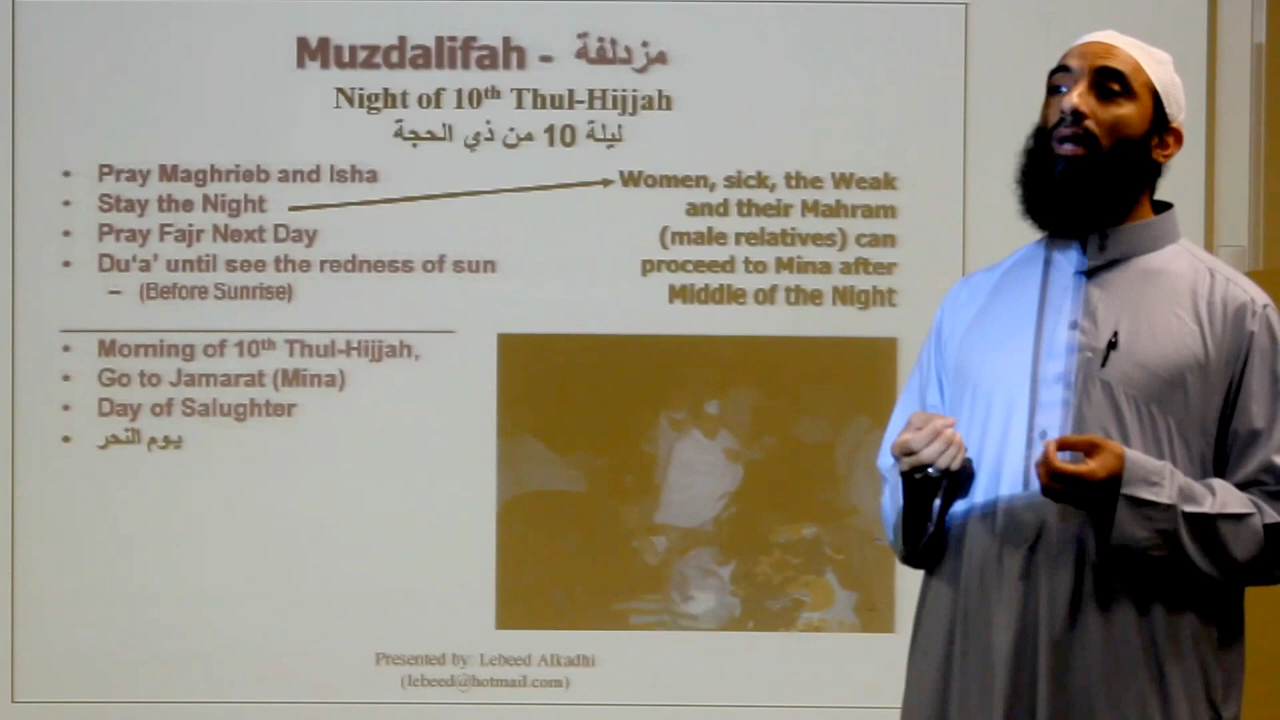 Muzdalifah - مزدلفة
Night of 10th Thul-Hijjah
ليلة 10 من ذي الحجة
• Pray Maghrieb and Isha
• Stay the Night
• Pray Fajr Next Day
• Du‘a’ until see the redness of sun
– (Before Sunrise)
Women, sick, the Weak
and their Mahram
(male relatives) can
proceed to Mina after
Middle of the Night
• Morning of 10th Thul-Hijjah,
• Go to Jamarat (Mina)
• Day of Salughter
• يوم النحر
Presented by: Lebeed Alkadhi
(lebeed@hotmail.com)